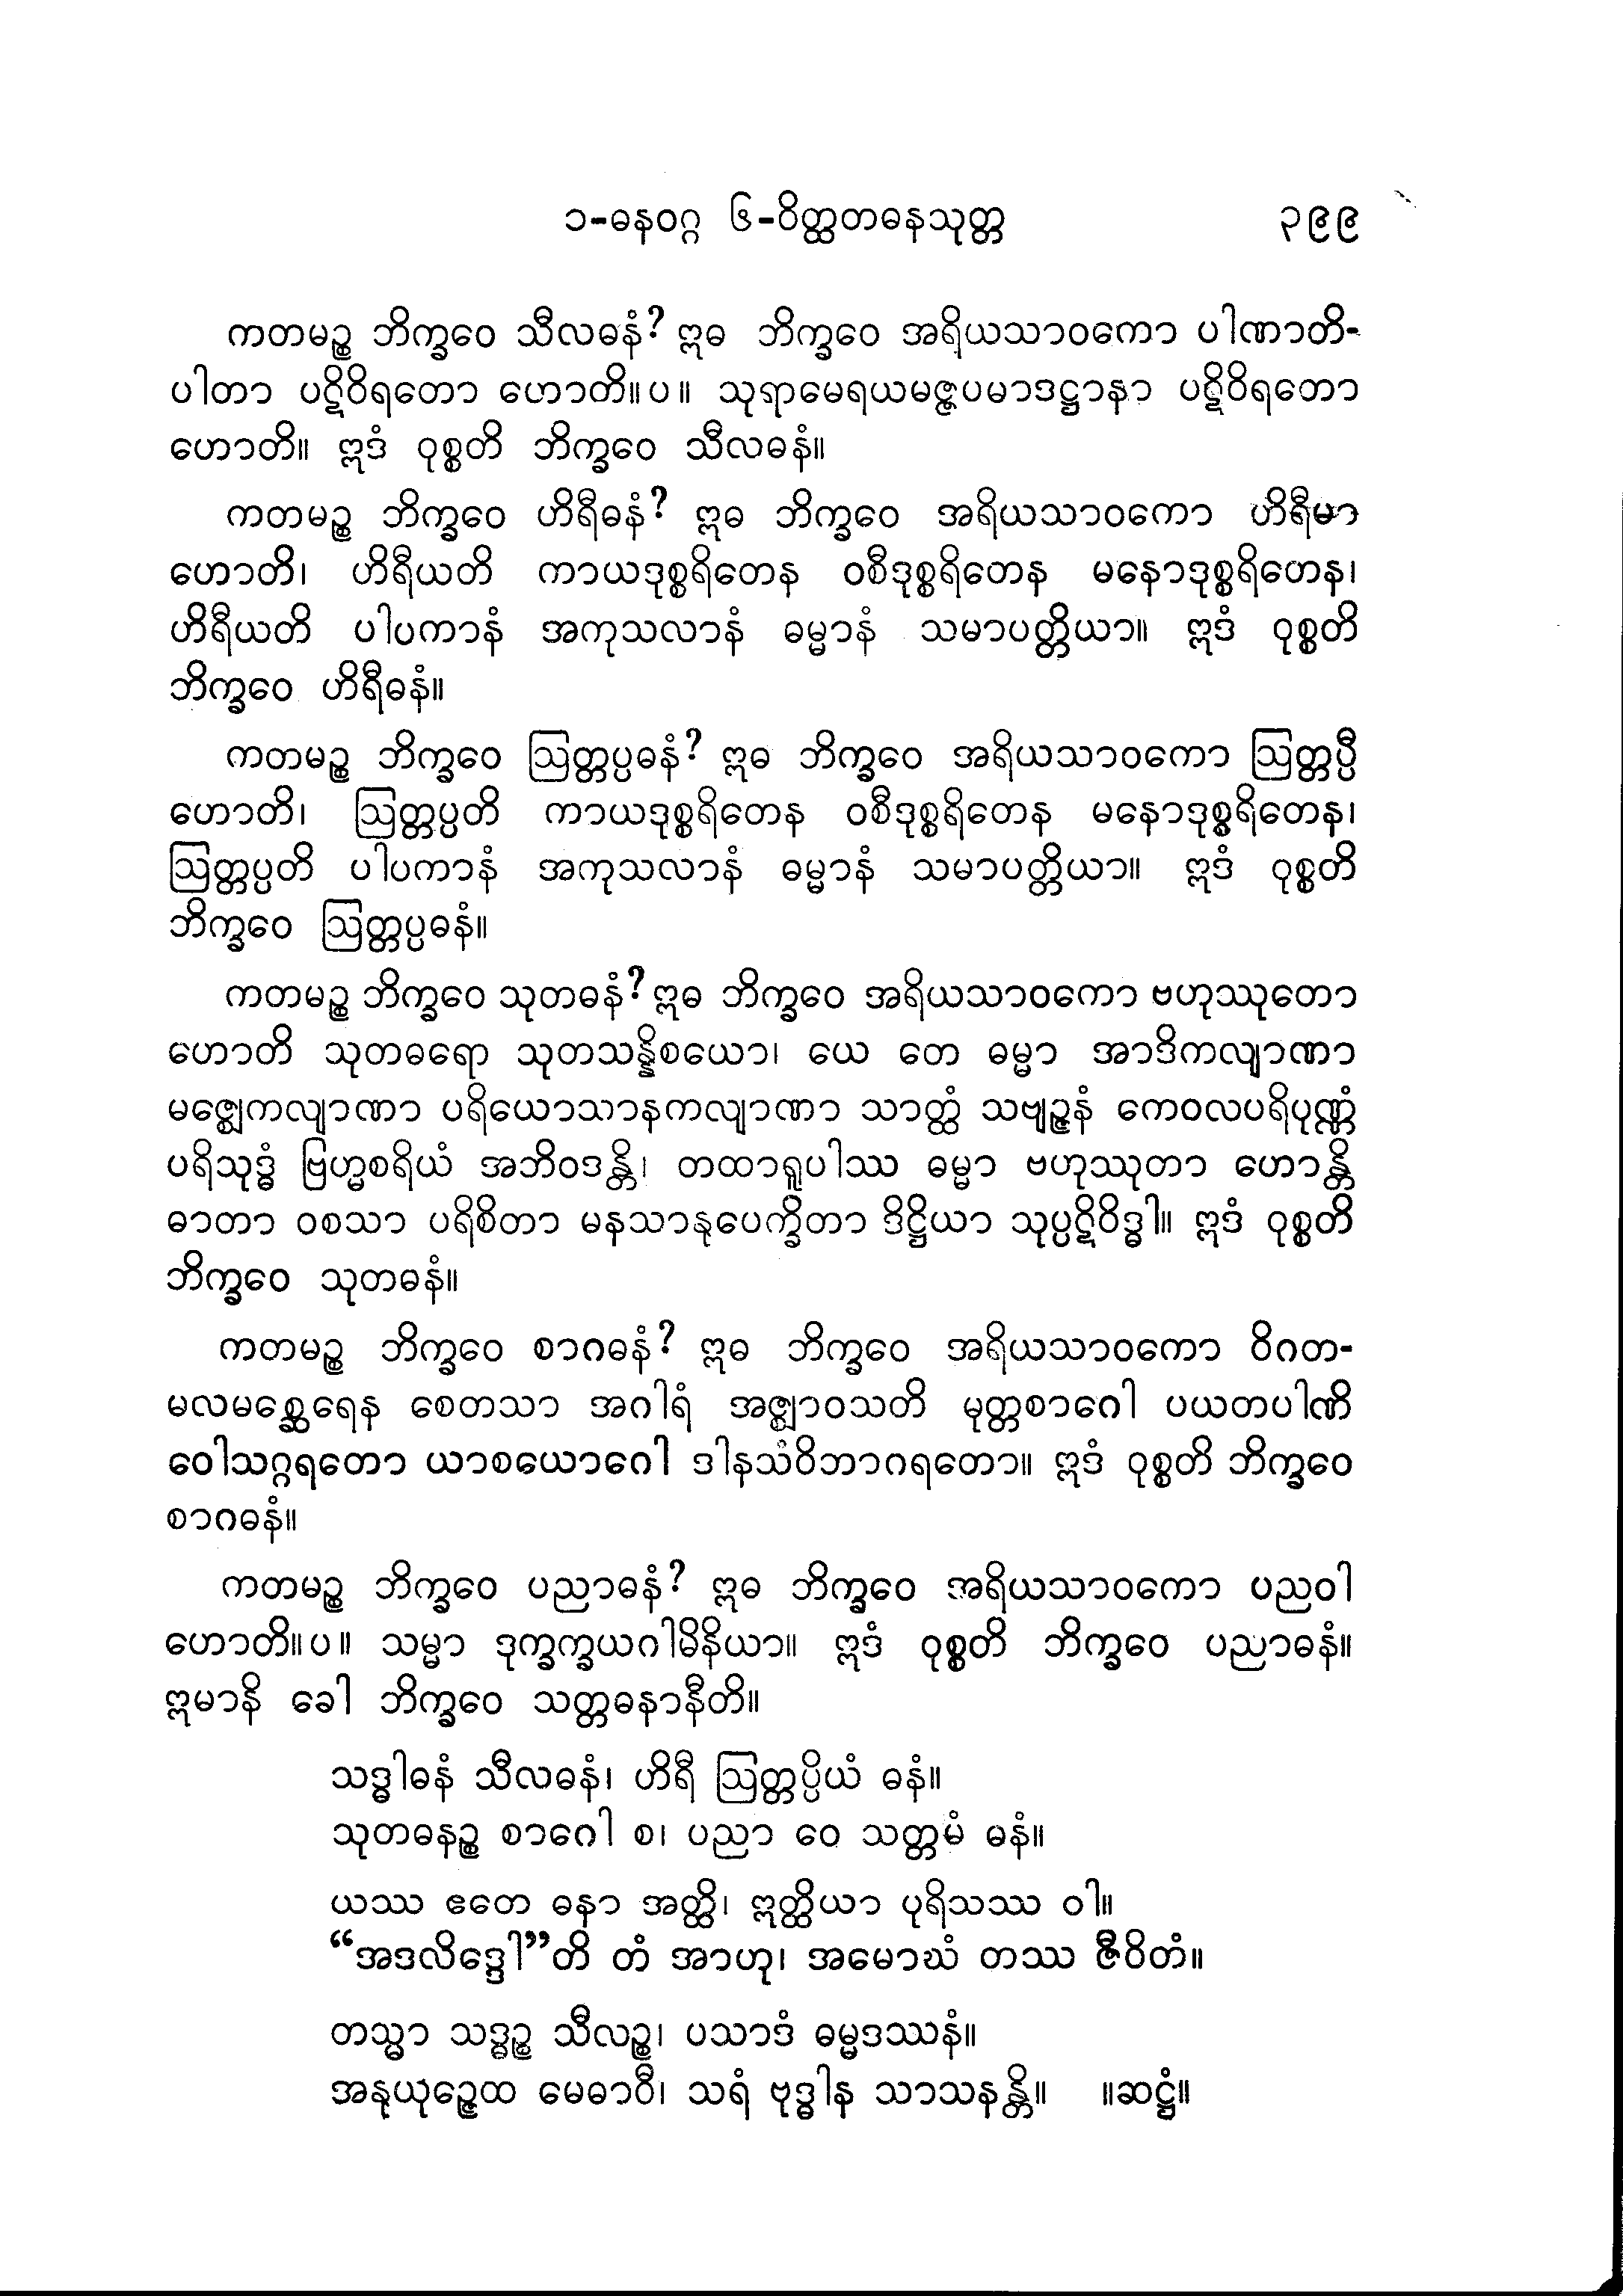 ၁-ဓနဝဂ္ဂ ၆-ဝိတ္ထတဓနသုတ္တ ၃၉၉
ကတမဉ္စ ဘိက္ခဝေ သီလဓနံ? ဣဓ ဘိက္ခဝေ အရိယသာဝကော ပါဏာတိ-
ပါတာ ပဋိဝိရတော ဟောတိ။ပ။ သုရာမေရယမဇ္ဇပမာဒဋ္ဌာနာ ပဋိဝိရတော
ဟောတိ။ ဣဒံ ဝုစ္စတိ ဘိက္ခဝေ သီလဓနံ။
ကတမဉ္စ ဘိက္ခဝေ ဟိရီဓနံ? ဣဓ ဘိက္ခဝေ အရိယသာဝကော ဟိရီမာ
ဟောတိ၊ ဟိရီယတိ ကာယဒုစ္စရိတေန ဝစီဒုစ္စရိတေန မနောဒုစ္စရိတေန၊
ဟိရီယတိ ပါပကာနံ အကုသလာနံ ဓမ္မာနံ သမာပတ္တိယာ။ ဣဒံ ဝုစ္စတိ
ဘိက္ခဝေ ဟိရီဓနံ။
ကတမဉ္စ ဘိက္ခဝေ ဩတ္တပ္ပဓနံ? ဣဓ ဘိက္ခဝေ အရိယသာဝကော ဩတ္တပ္ပီ
ဟောတိ၊ ဩတ္တပ္ပတိ ကာယဒုစ္စရိတေန ဝစီဒုစ္စရိတေန မနောဒုစ္စရိတေန၊
ဩတ္တပ္ပတိ ပါပကာနံ အကုသလာနံ ဓမ္မာနံ သမာပတ္တိယာ။ ဣဒံ ဝုစ္စတိ
ဘိက္ခဝေ ဩတ္တပ္ပဓနံ။
ကတမဉ္စ ဘိက္ခဝေ သုတဓနံ? ဣဓ ဘိက္ခဝေ အရိယသာဝကော ဗဟုဿုတော
ဟောတိ သုတဓရော သုတသန္နိစယော၊ ယေ တေ ဓမ္မာ အာဒိကလျာဏာ
မဇ္ဈေကလျာဏာ ပရိယောသာနကလျာဏာ သာတ္ထံ သဗျဉ္ဇနံ ကေဝလပရိပုဏ္ဏံ
ပရိသုဒ္ဓံ ဗြဟ္မစရိယံ အဘိဝဒန္တိ၊ တထာရူပါဿ ဓမ္မာ ဗဟုဿုတာ ဟောန္တိ
ဓာတာ ဝစသာ ပရိစိတာ မနသာနုပေက္ခိတာ ဒိဋ္ဌိယာ သုပ္ပဋိဝိဒ္ဓါ။ ဣဒံ ဝုစ္စတိ
ဘိက္ခဝေ သုတဓနံ။
ကတမဉ္စ ဘိက္ခဝေ စာဂဓနံ? ဣဓ ဘိက္ခဝေ အရိယသာဝကော ဝိဂတ-
မလမစ္ဆေရေန စေတသာ အဂါရံ အဇ္ဈာဝသတိ မုတ္တစာဂေါ ပယတပါဏိ
ဝေါသဂ္ဂရတော ယာစယောဂေါ ဒါနသံဝိဘာဂရတော။ ဣဒံ ဝုစ္စတိ ဘိက္ခဝေ
စာဂဓနံ။
ကတမဉ္စ ဘိက္ခဝေ ပညာဓနံ? ဣဓ ဘိက္ခဝေ အရိယသာဝကော ပညဝါ
ဟောတိ။ပ။ သမ္မာ ဒုက္ခက္ခယဂါမိနိယာ။ ဣဒံ ဝုစ္စတိ ဘိက္ခဝေ ပညာဓနံ။
ဣမာနိ ခေါ ဘိက္ခဝေ သတ္တဓနာနီတိ။
သဒ္ဓါဓနံ သီလဓနံ၊ ဟိရီ ဩတ္တပ္ပိယံ ဓနံ။
သုတဓနဉ္စ စာဂေါ စ၊ ပညာ ဝေ သတ္တမံ ဓနံ။
ယဿ ဧတေ ဓနာ အတ္ထိ၊ ဣတ္ထိယာ ပုရိသဿ ဝါ။
“အဒလိဒ္ဒေါ”တိ တံ အာဟု၊ အမောဃံ တဿ ဇီဝိတံ။
တသ္မာ သဒ္ဓဉ္စ သီလဉ္စ၊ ပသာဒံ ဓမ္မဒဿနံ။
အနုယုဉ္ဇေထ မေဓာဝီ၊ သရံ ဗုဒ္ဓါန သာသနန္တိ။ ။ဆဋ္ဌံ။